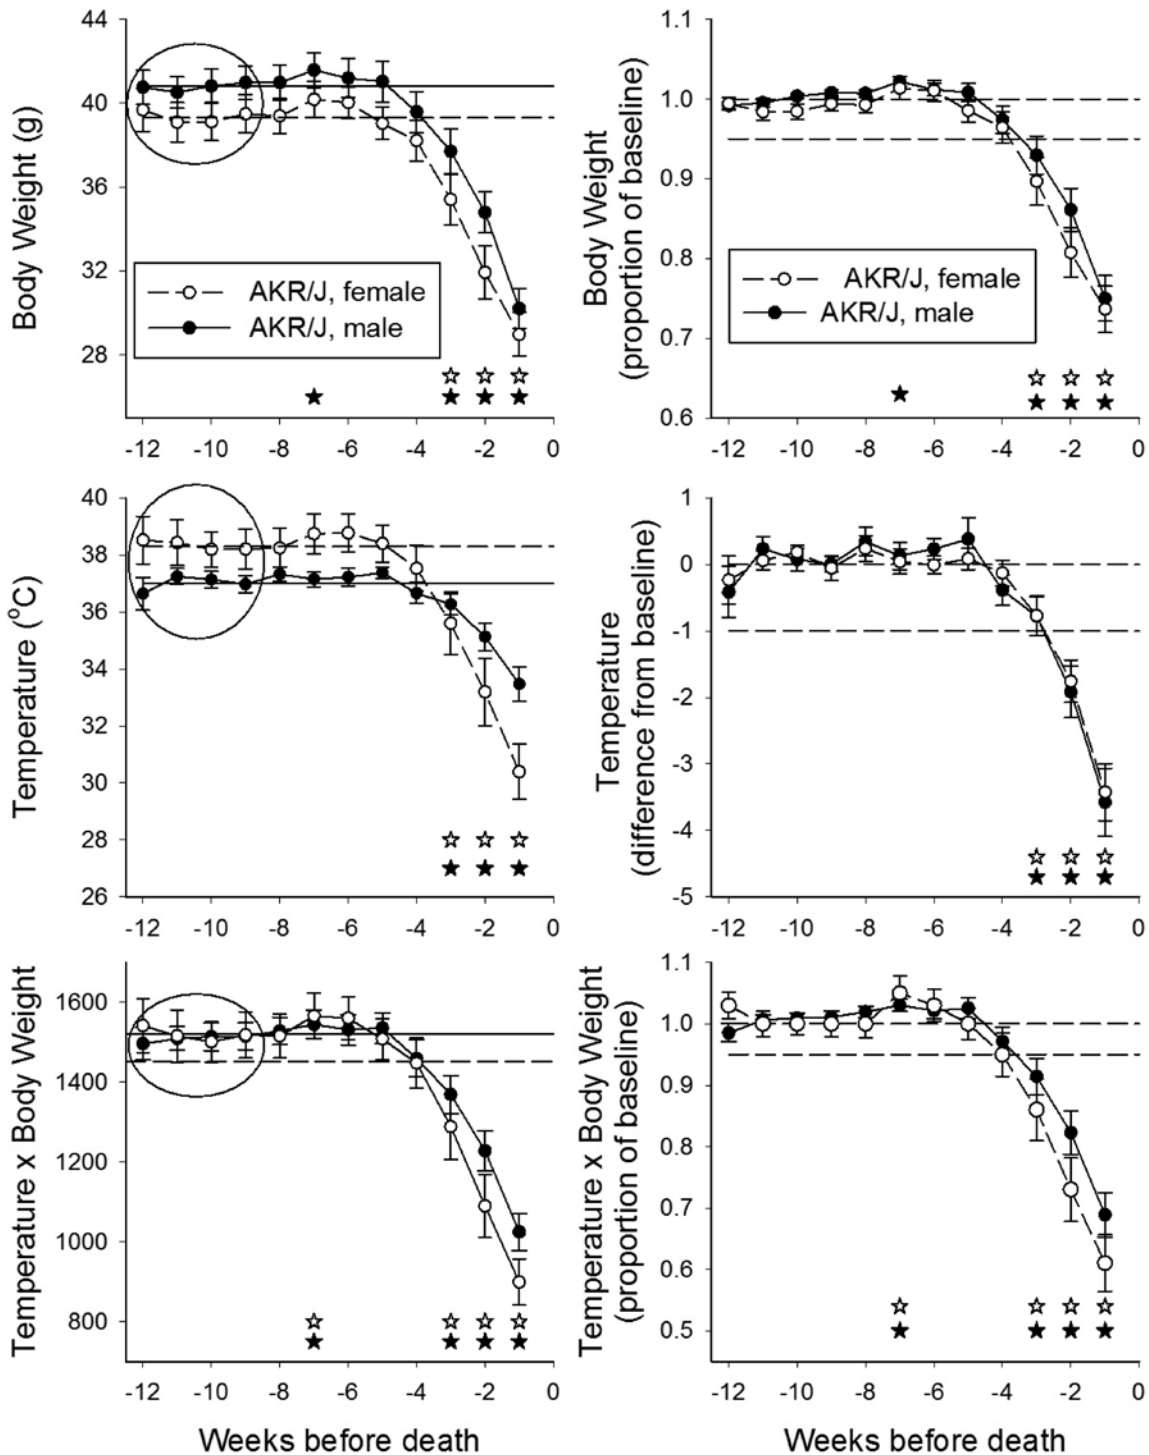 44
40
36
32
28
Body Weight (g)
AKR/J, female
AKR/J, male
-12 -10 -8 -6 -4 -2 0
1.1
1.0
0.9
0.8
0.7
0.6
Body Weight
(proportion of baseline)
AKR/J, female
AKR/J, male
-12 -10 -8 -6 -4 -2 0
40
38
36
34
32
30
28
26
Temperature (°C)
-12 -10 -8 -6 -4 -2 0
1
0
-1
-2
-3
-4
-5
Temperature
(difference from baseline)
-12 -10 -8 -6 -4 -2 0
1600
1400
1200
1000
800
Temperature x Body Weight
-12 -10 -8 -6 -4 -2 0
Weeks before death
1.1
1.0
0.9
0.8
0.7
0.6
0.5
Temperature x Body Weight
(proportion of baseline)
-12 -10 -8 -6 -4 -2 0
Weeks before death